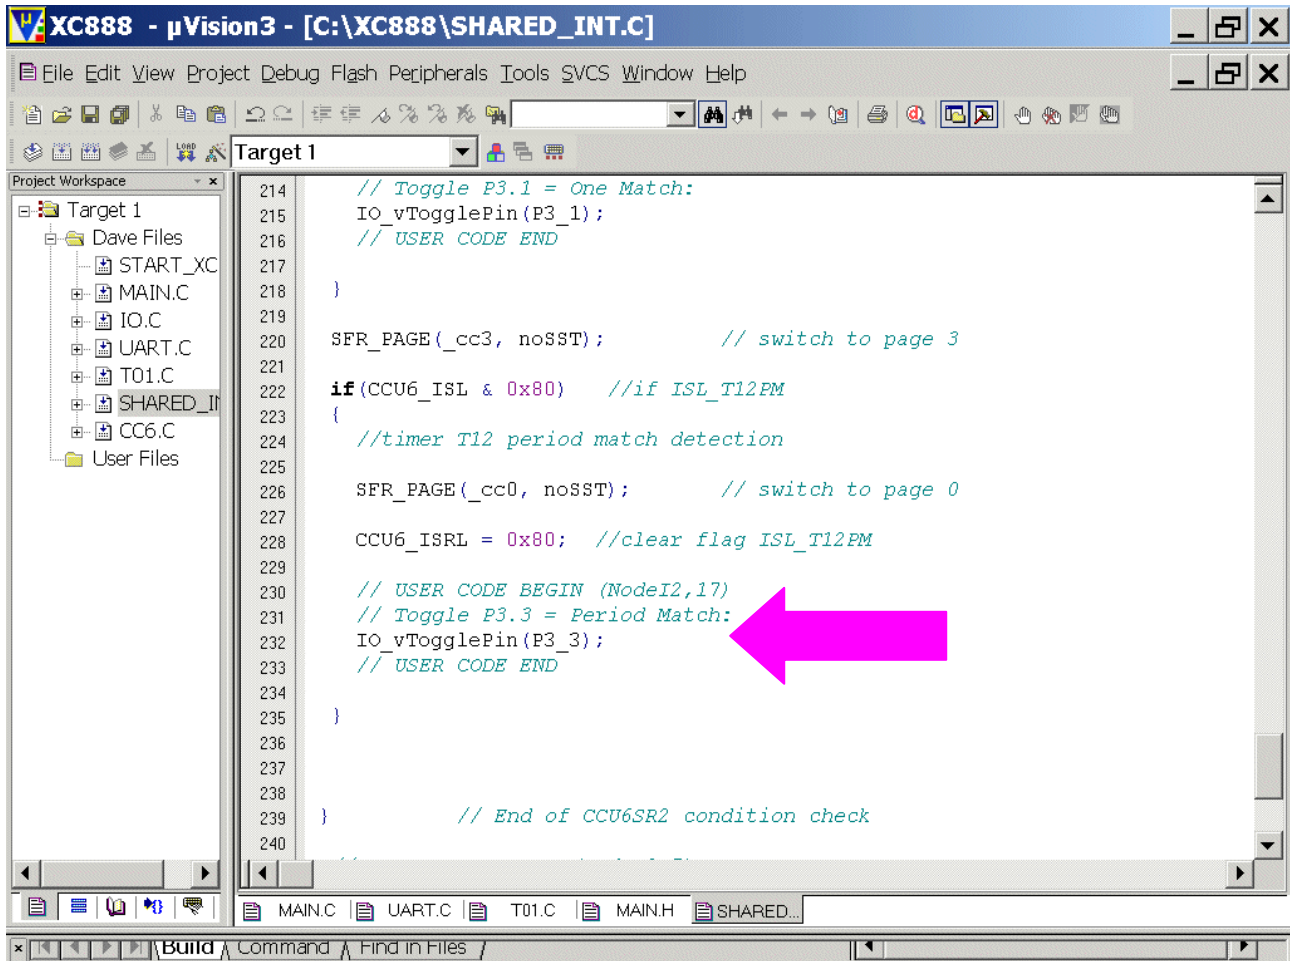 XC888 - µVision3 - [C:\XC888\SHARED_INT.C]
File Edit View Project Debug Flash Peripherals Tools SVCS Window Help
LOAD Target 1
Project Workspace
Target 1
Dave Files
START_XC
MAIN.C
IO.C
UART.C
T01.C
SHARED_IN
CC6.C
User Files
214 // Toggle P3.1 = One Match:
215 IO_vTogglePin(P3_1);
216 // USER CODE END
217
218 }
219
220 SFR_PAGE(_cc3, noSST); // switch to page 3
221
222 if(CCU6_ISL & 0x80) //if ISL_T12PM
223 {
224 //timer T12 period match detection
225
226 SFR_PAGE(_cc0, noSST); // switch to page 0
227
228 CCU6_ISRL = 0x80; //clear flag ISL_T12PM
229
230 // USER CODE BEGIN (NodeI2,17)
231 // Toggle P3.3 = Period Match:
232 IO_vTogglePin(P3_3);
233 // USER CODE END
234
235 }
236
237
238
239 } // End of CCU6SR2 condition check
240
MAIN.C UART.C T01.C MAIN.H SHARED...
Build Command Find in Files